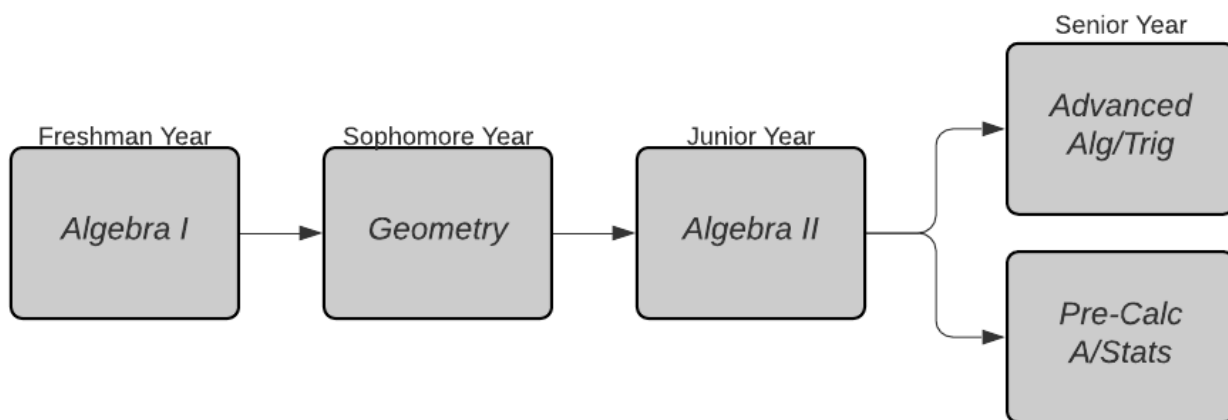 Freshman Year
Algebra I
Sophomore Year
Geometry
Junior Year
Algebra II
Senior Year
Advanced
Alg/Trig
Pre-Calc
A/Stats